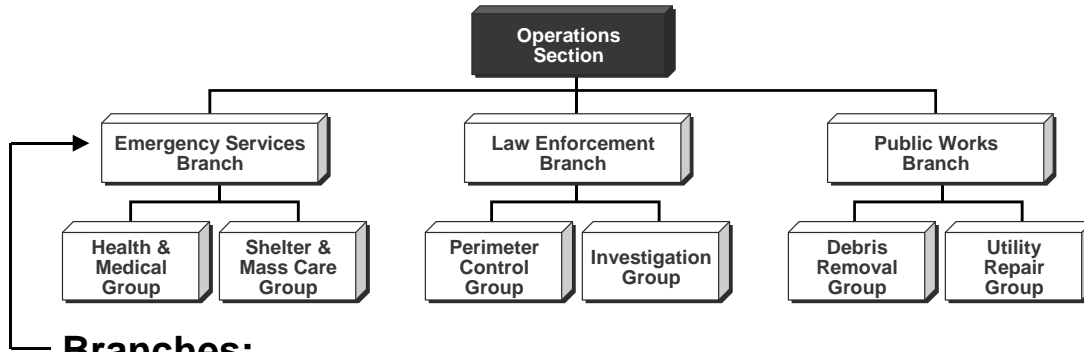 Operations
Section
Emergency Services
Branch
Law Enforcement
Branch
Public Works
Branch
Health &
Medical
Group
Shelter &
Mass Care
Group
Perimeter
Control
Group
Investigation
Group
Debris
Removal
Group
Utility
Repair
Group
Branches: